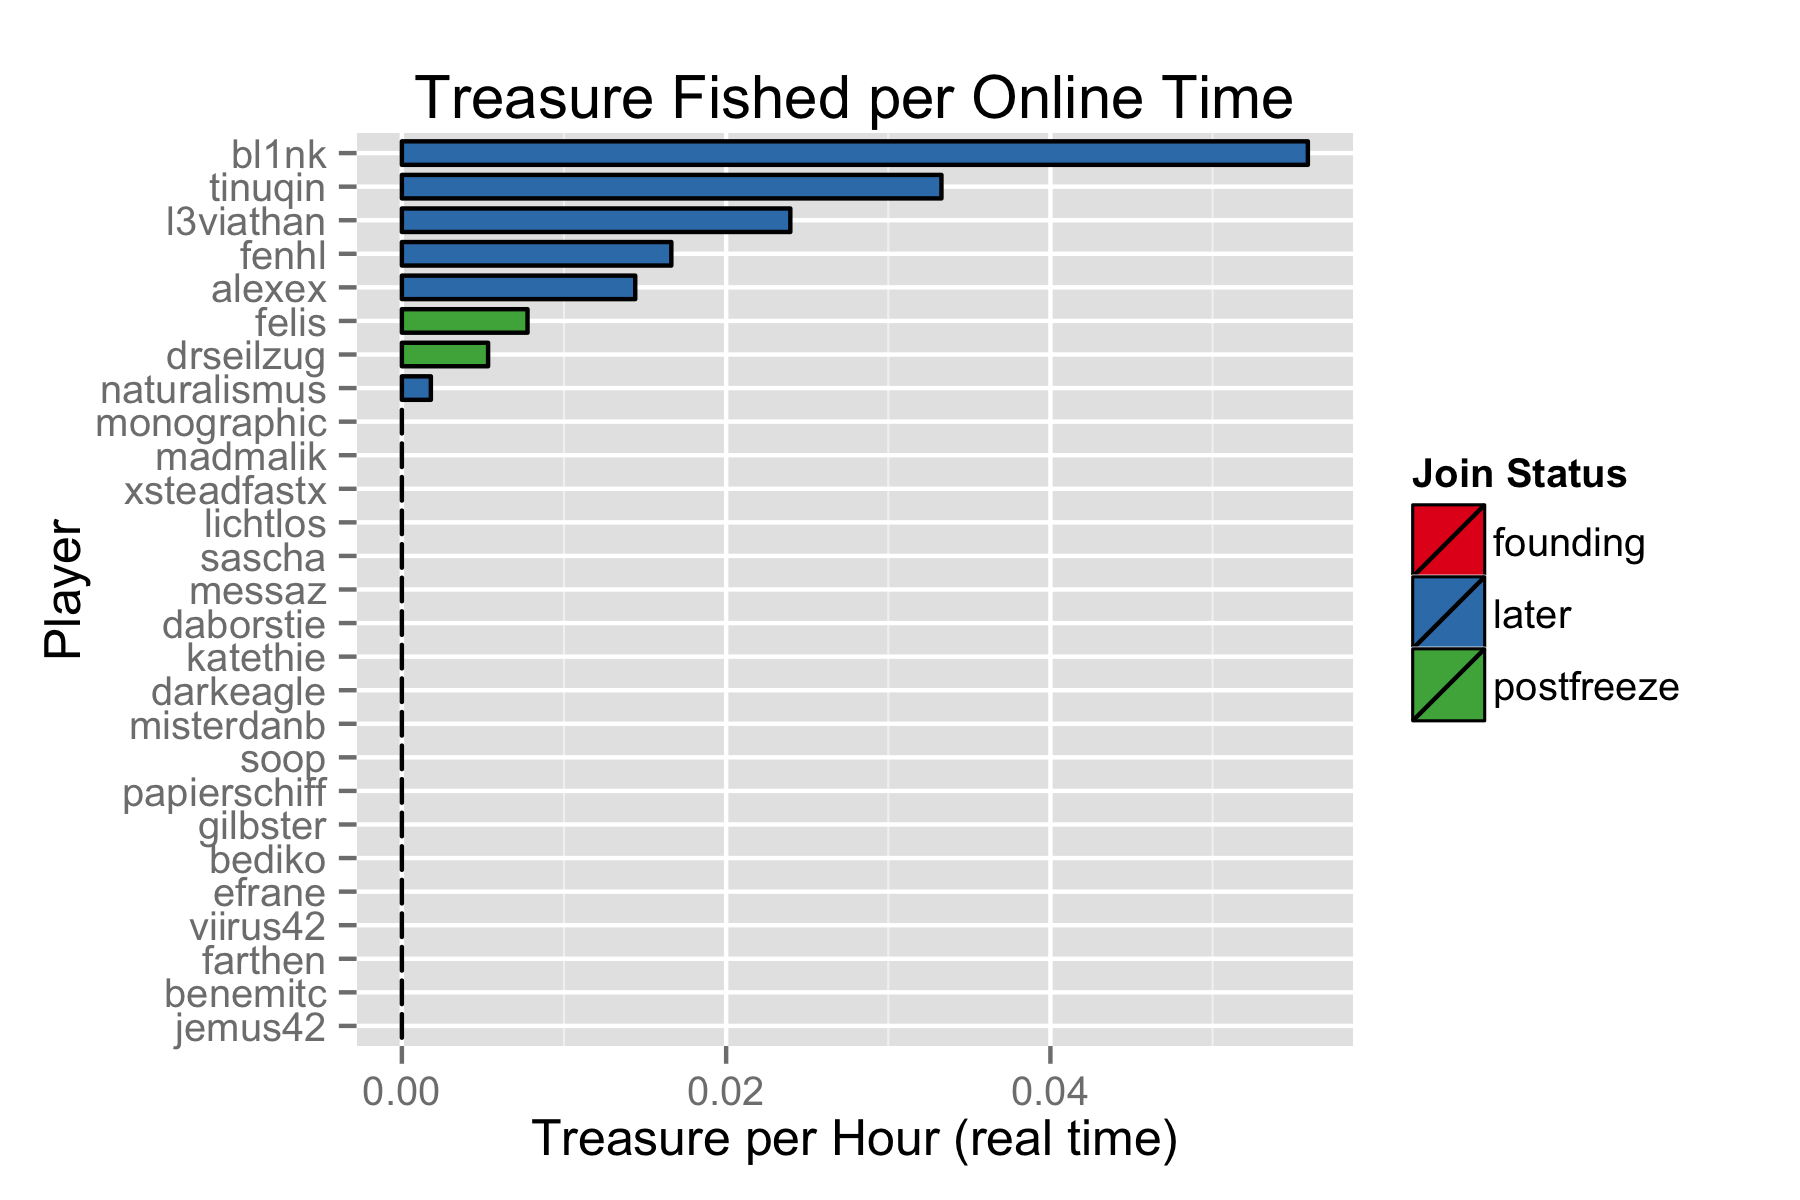 Treasure Fished per Online Time
Player
bl1nk
tinuqin
l3viathan
fenhl
alexex
felis
drseilzug
naturalismus
monographic
madmalik
xsteadfastx
lichtlos
sascha
messaz
daborstie
katethie
darkeagle
misterdanb
soop
papierschiff
gilbster
bediko
efrane
viirus42
farthen
benemitc
jemus42
0.00 0.02 0.04
Treasure per Hour (real time)
Join Status
founding
later
postfreeze